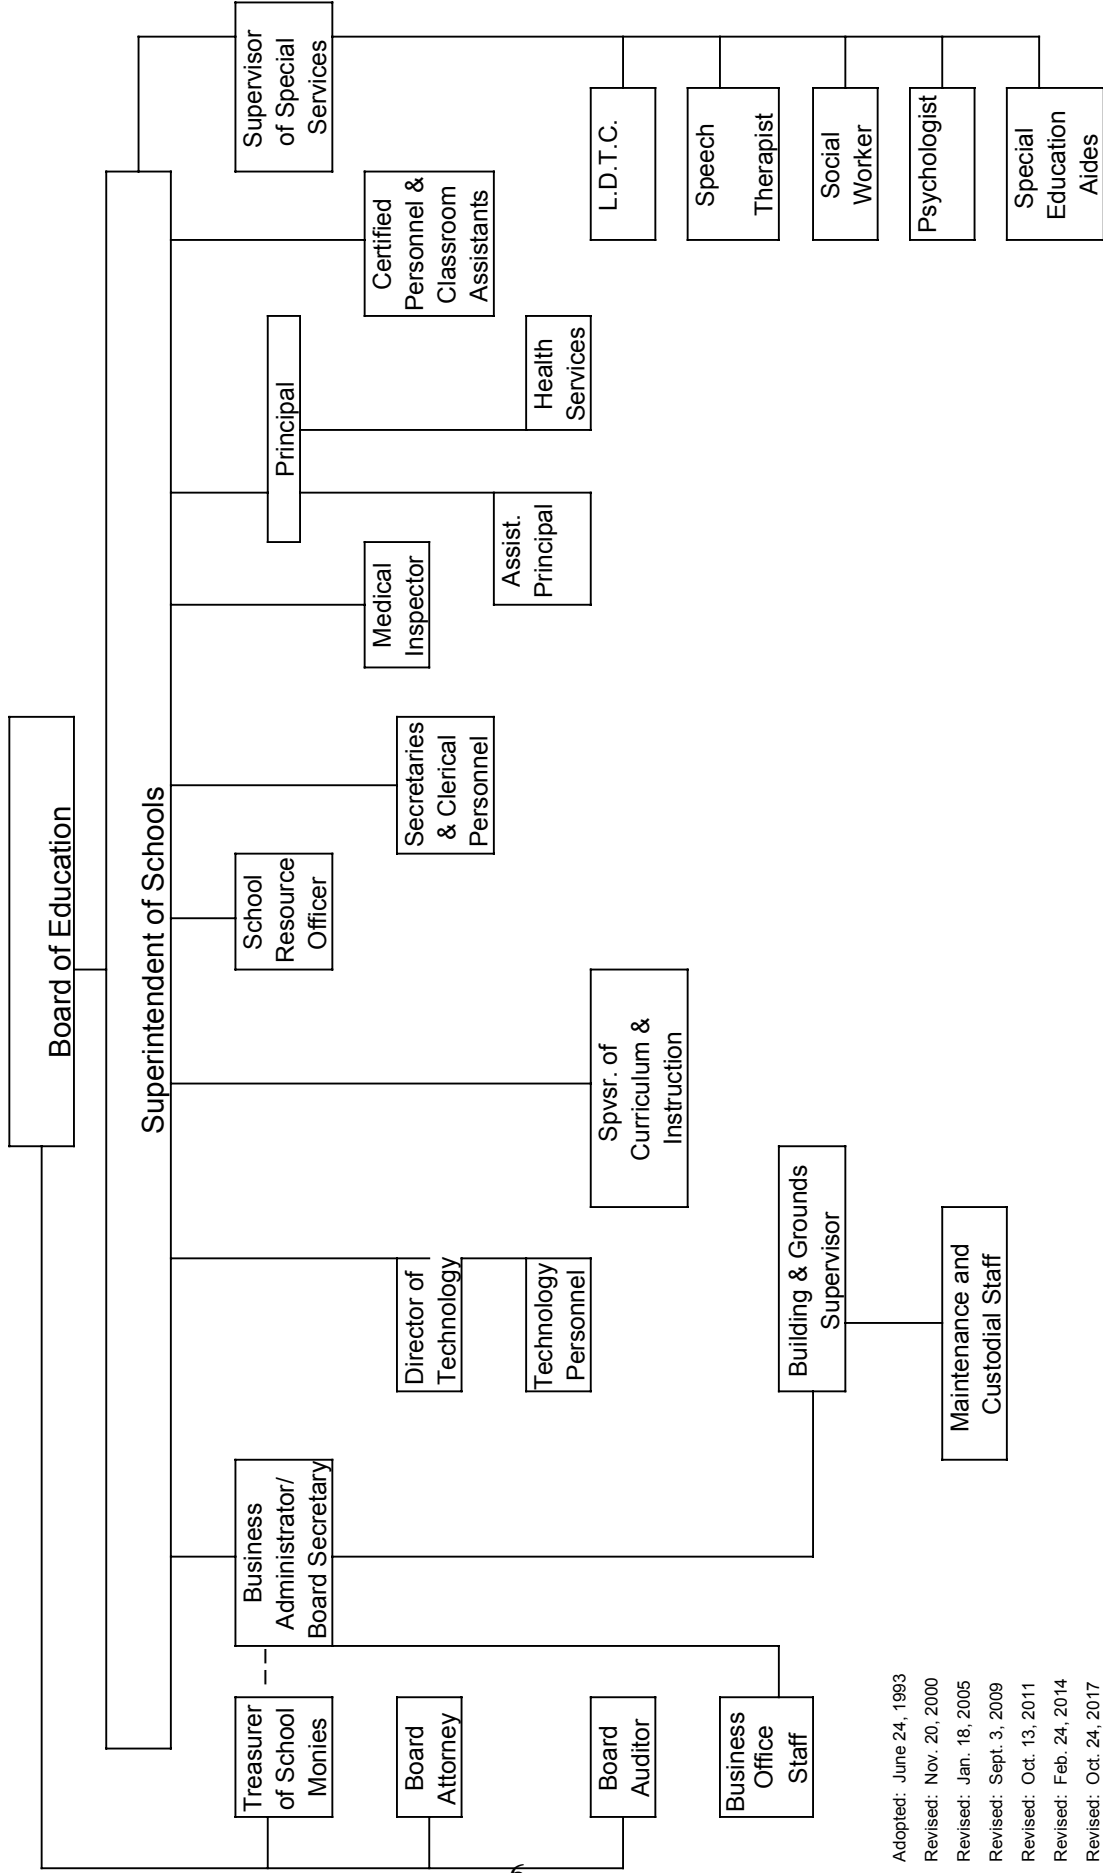 Board of Education
Superintendent of Schools
Treasurer
of School
Monies
Business
Administrator/
Board Secretary
School
Resource
Officer
Principal
Supervisor
of Special
Services
Board
Attorney
Director of
Technology
Secretaries
& Clerical
Personnel
Medical
Inspector
Certified
Personnel &
Classroom
Assistants
Assist.
Principal
Health
Services
Technology
Personnel
Board
Auditor
Spvsr. of
Curriculum &
Instruction
L.D.T.C.
Speech
Therapist
Business
Office
Staff
Building & Grounds
Supervisor
Social
Worker
Psychologist
Maintenance and
Custodial Staff
Special
Education
Aides
Adopted: June 24, 1993
Revised: Nov. 20, 2000
Revised: Jan. 18, 2005
Revised: Sept. 3, 2009
Revised: Oct. 13, 2011
Revised: Feb. 24, 2014
Revised: Oct. 24, 2017